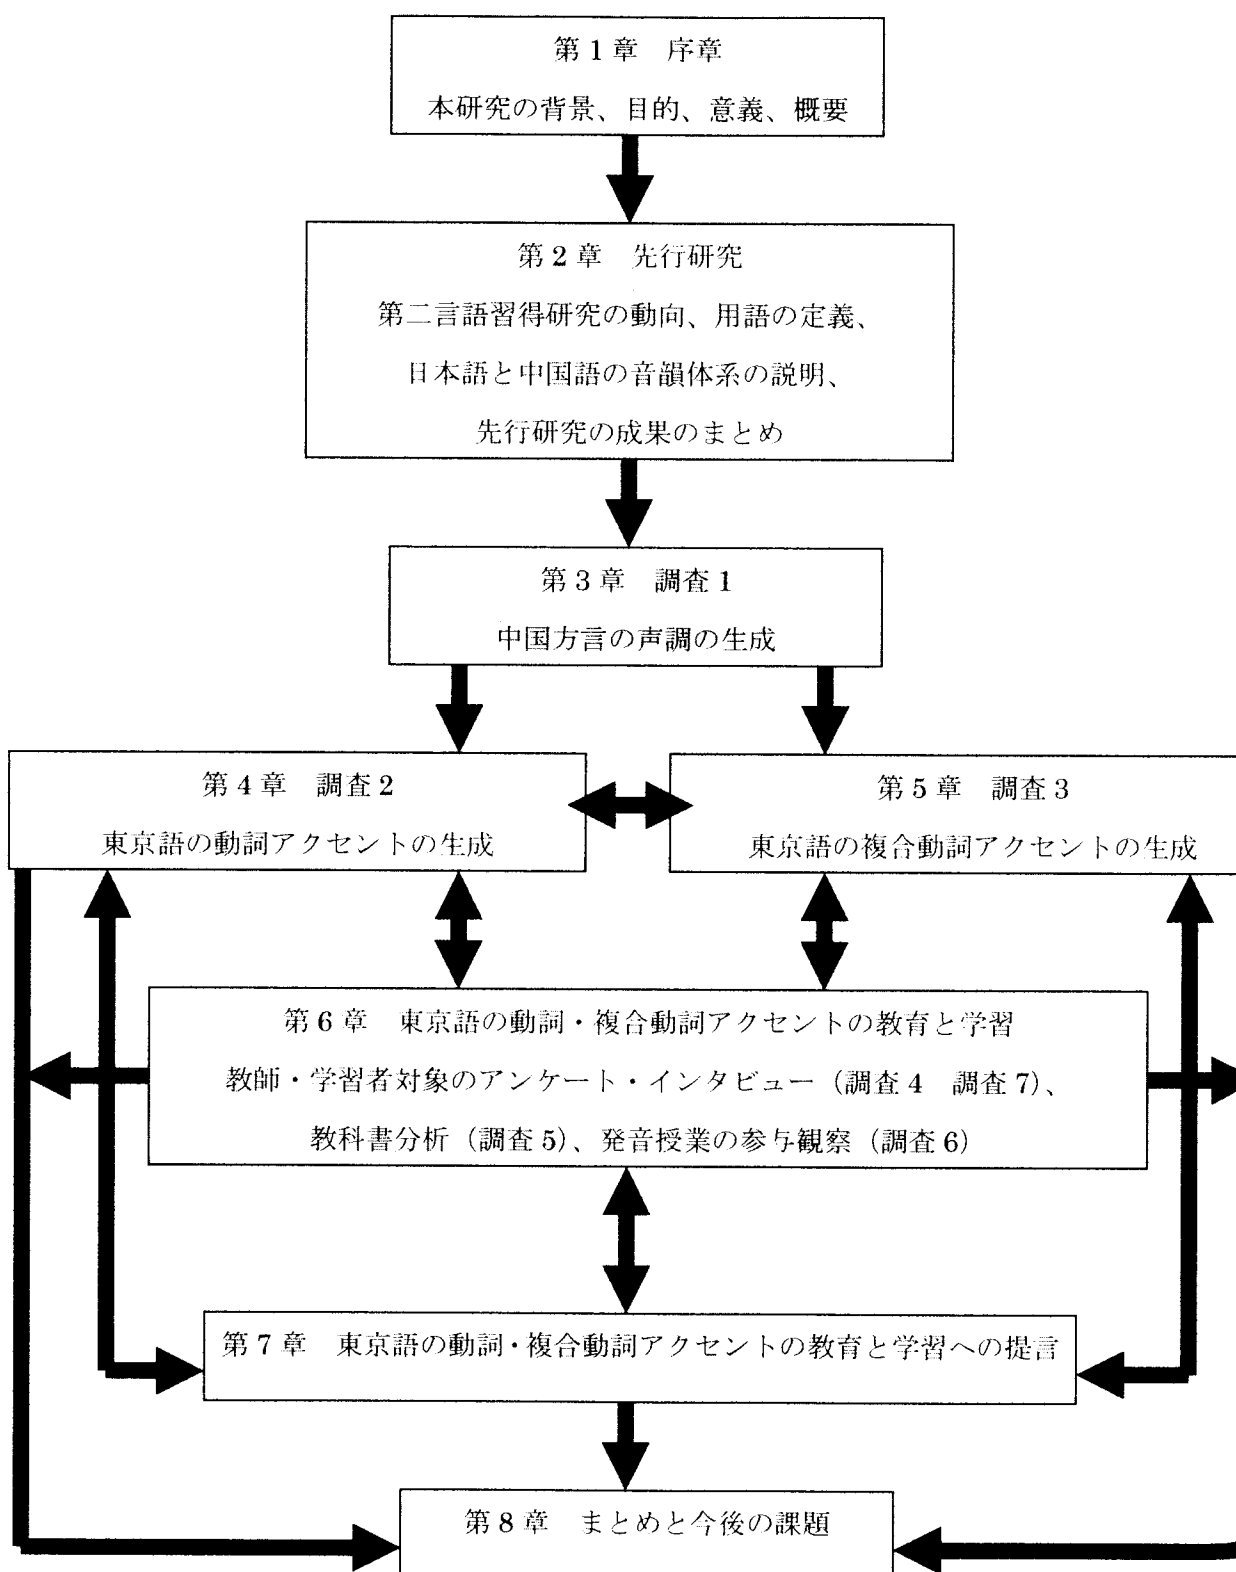 第1章　序章
本研究の背景、目的、意義、概要
第2章　先行研究
第二言語習得研究の動向、用語の定義、
日本語と中国語の音韻体系の説明、
先行研究の成果のまとめ
第3章　調査1
中国方言の声調の生成
第4章　調査2
東京語の動詞アクセントの生成
第5章　調査3
東京語の複合動詞アクセントの生成
第6章　東京語の動詞・複合動詞アクセントの教育と学習
教師・学習者対象のアンケート・インタビュー（調査4　調査7）、
教科書分析（調査5）、発音授業の参与観察（調査6）
第7章　東京語の動詞・複合動詞アクセントの教育と学習への提言
第8章　まとめと今後の課題